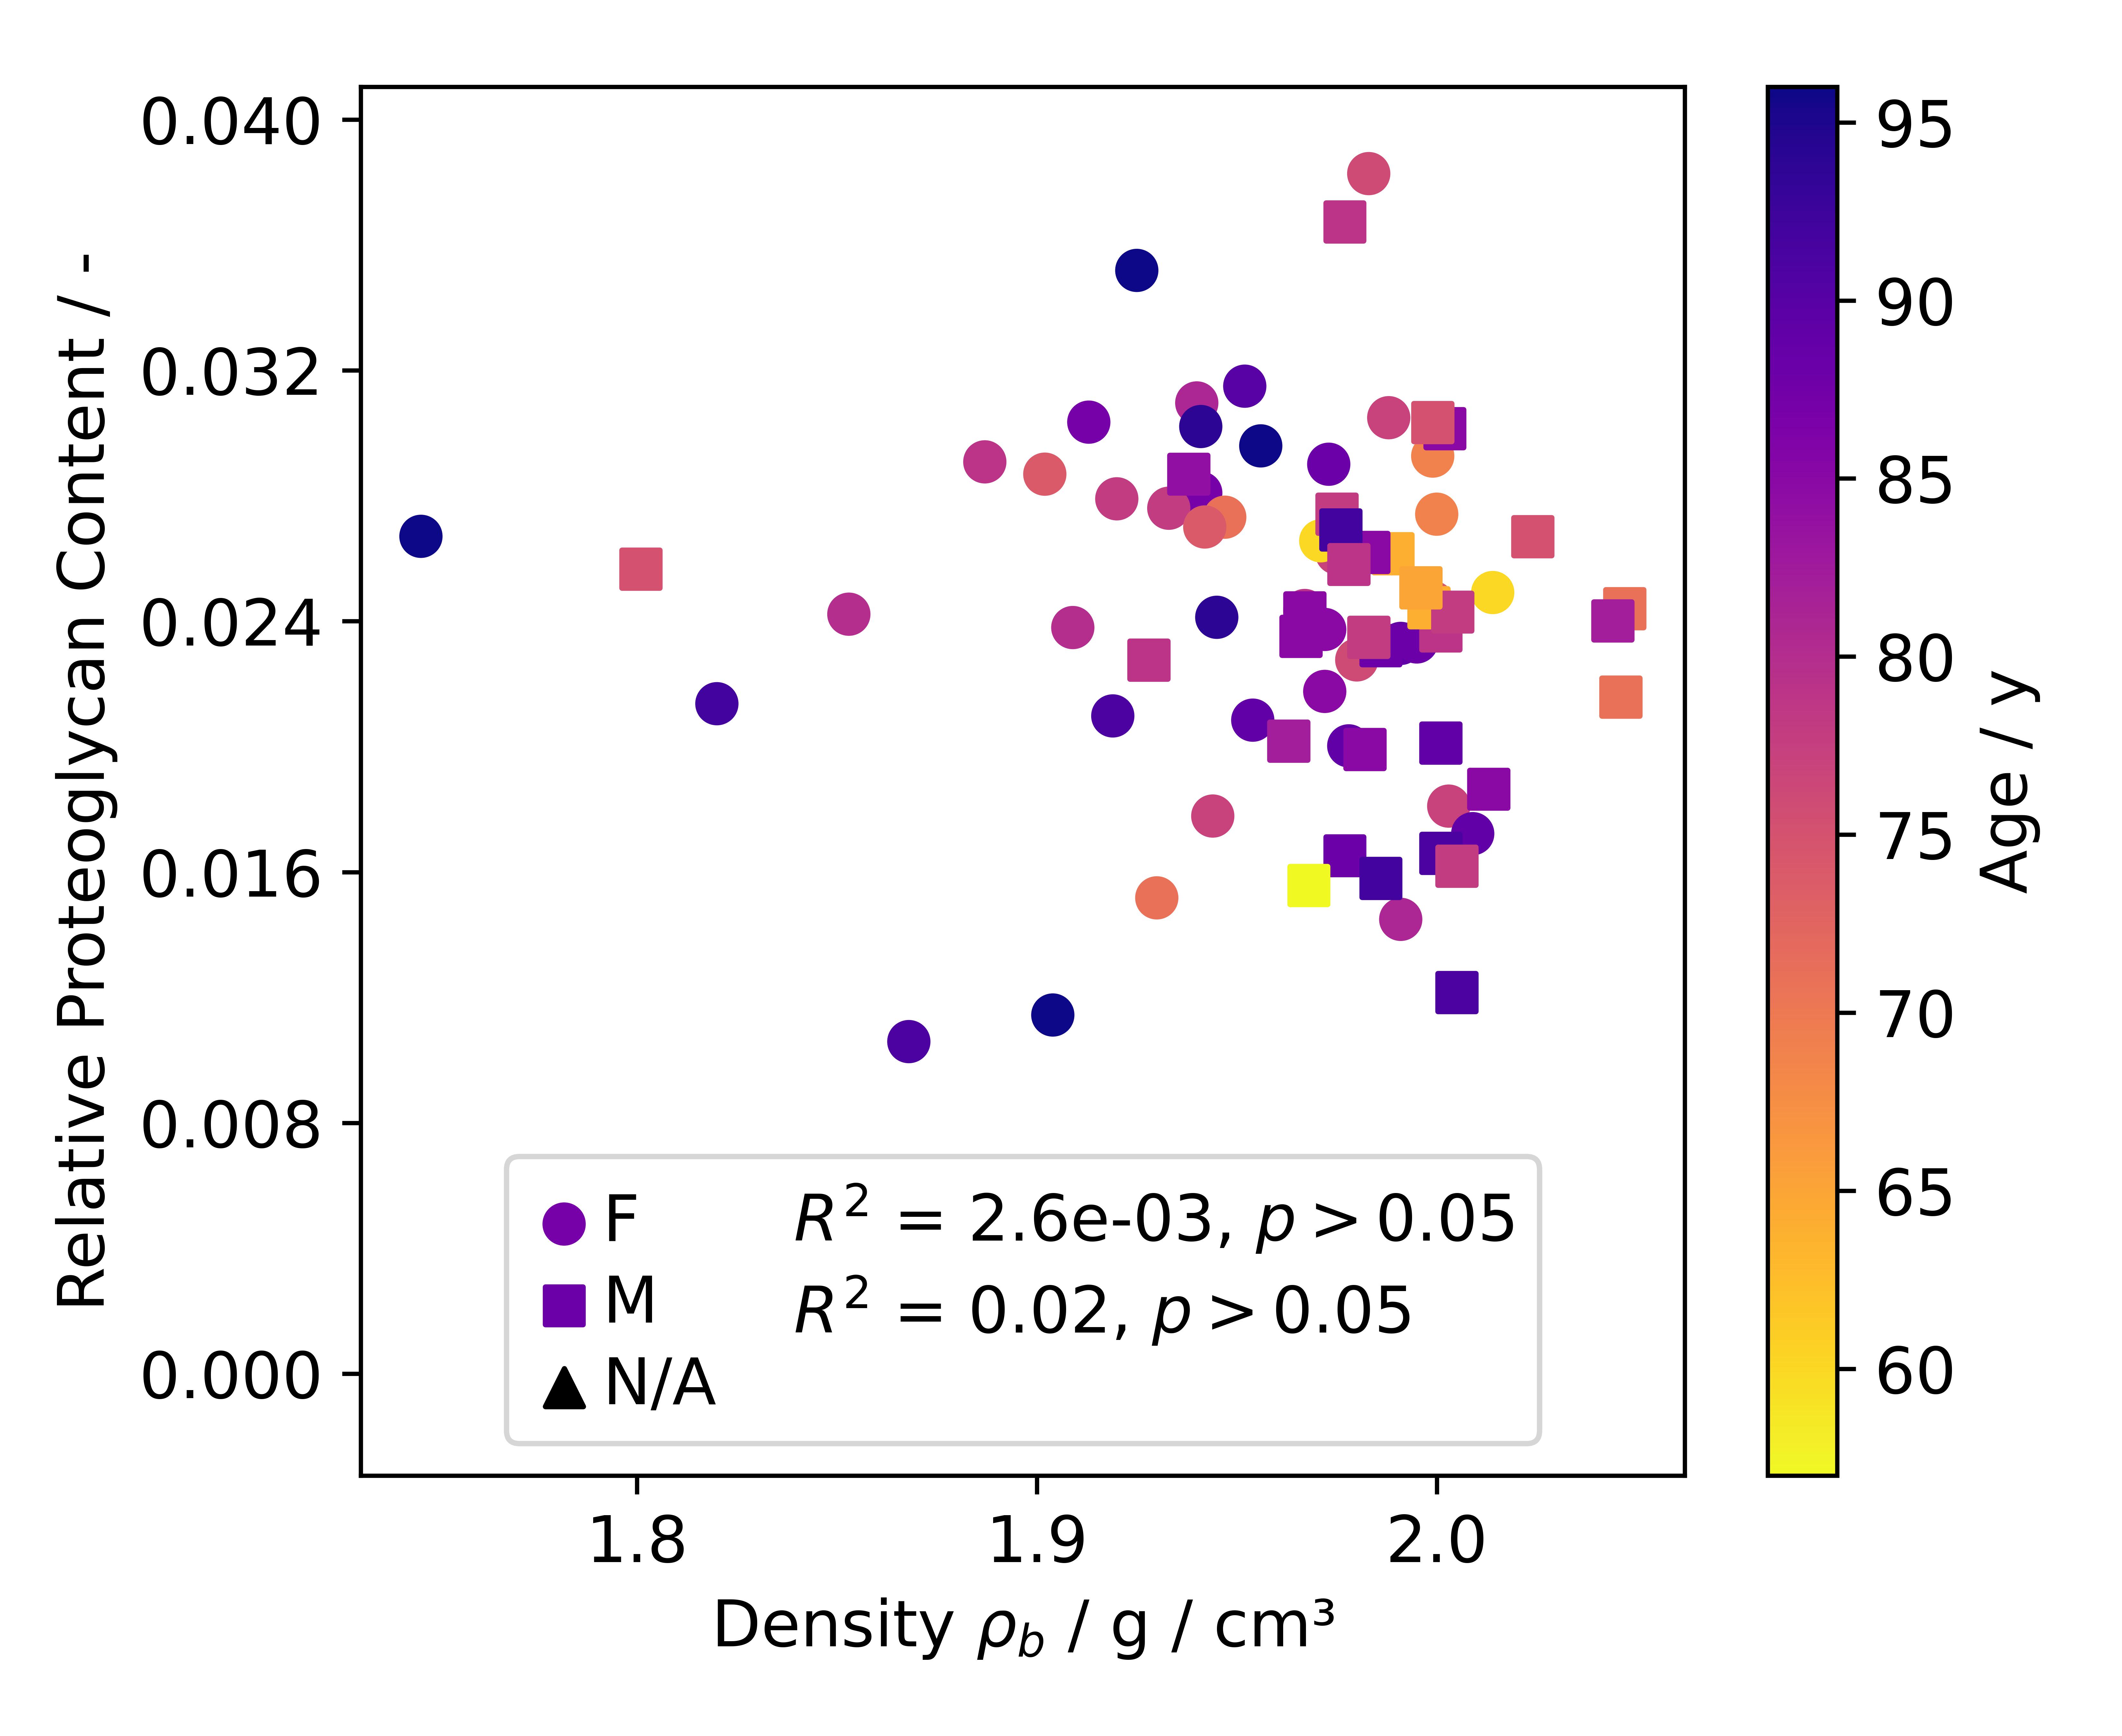 Relative Proteoglycan Content / -
0.040
0.032
0.024
0.016
0.008
0.000
F R² = 2.6e-03, p > 0.05
M R² = 0.02, p > 0.05
N/A
1.8 1.9 2.0
Density ρb / g / cm³
95
90
85
80
75
70
65
60
Age / y